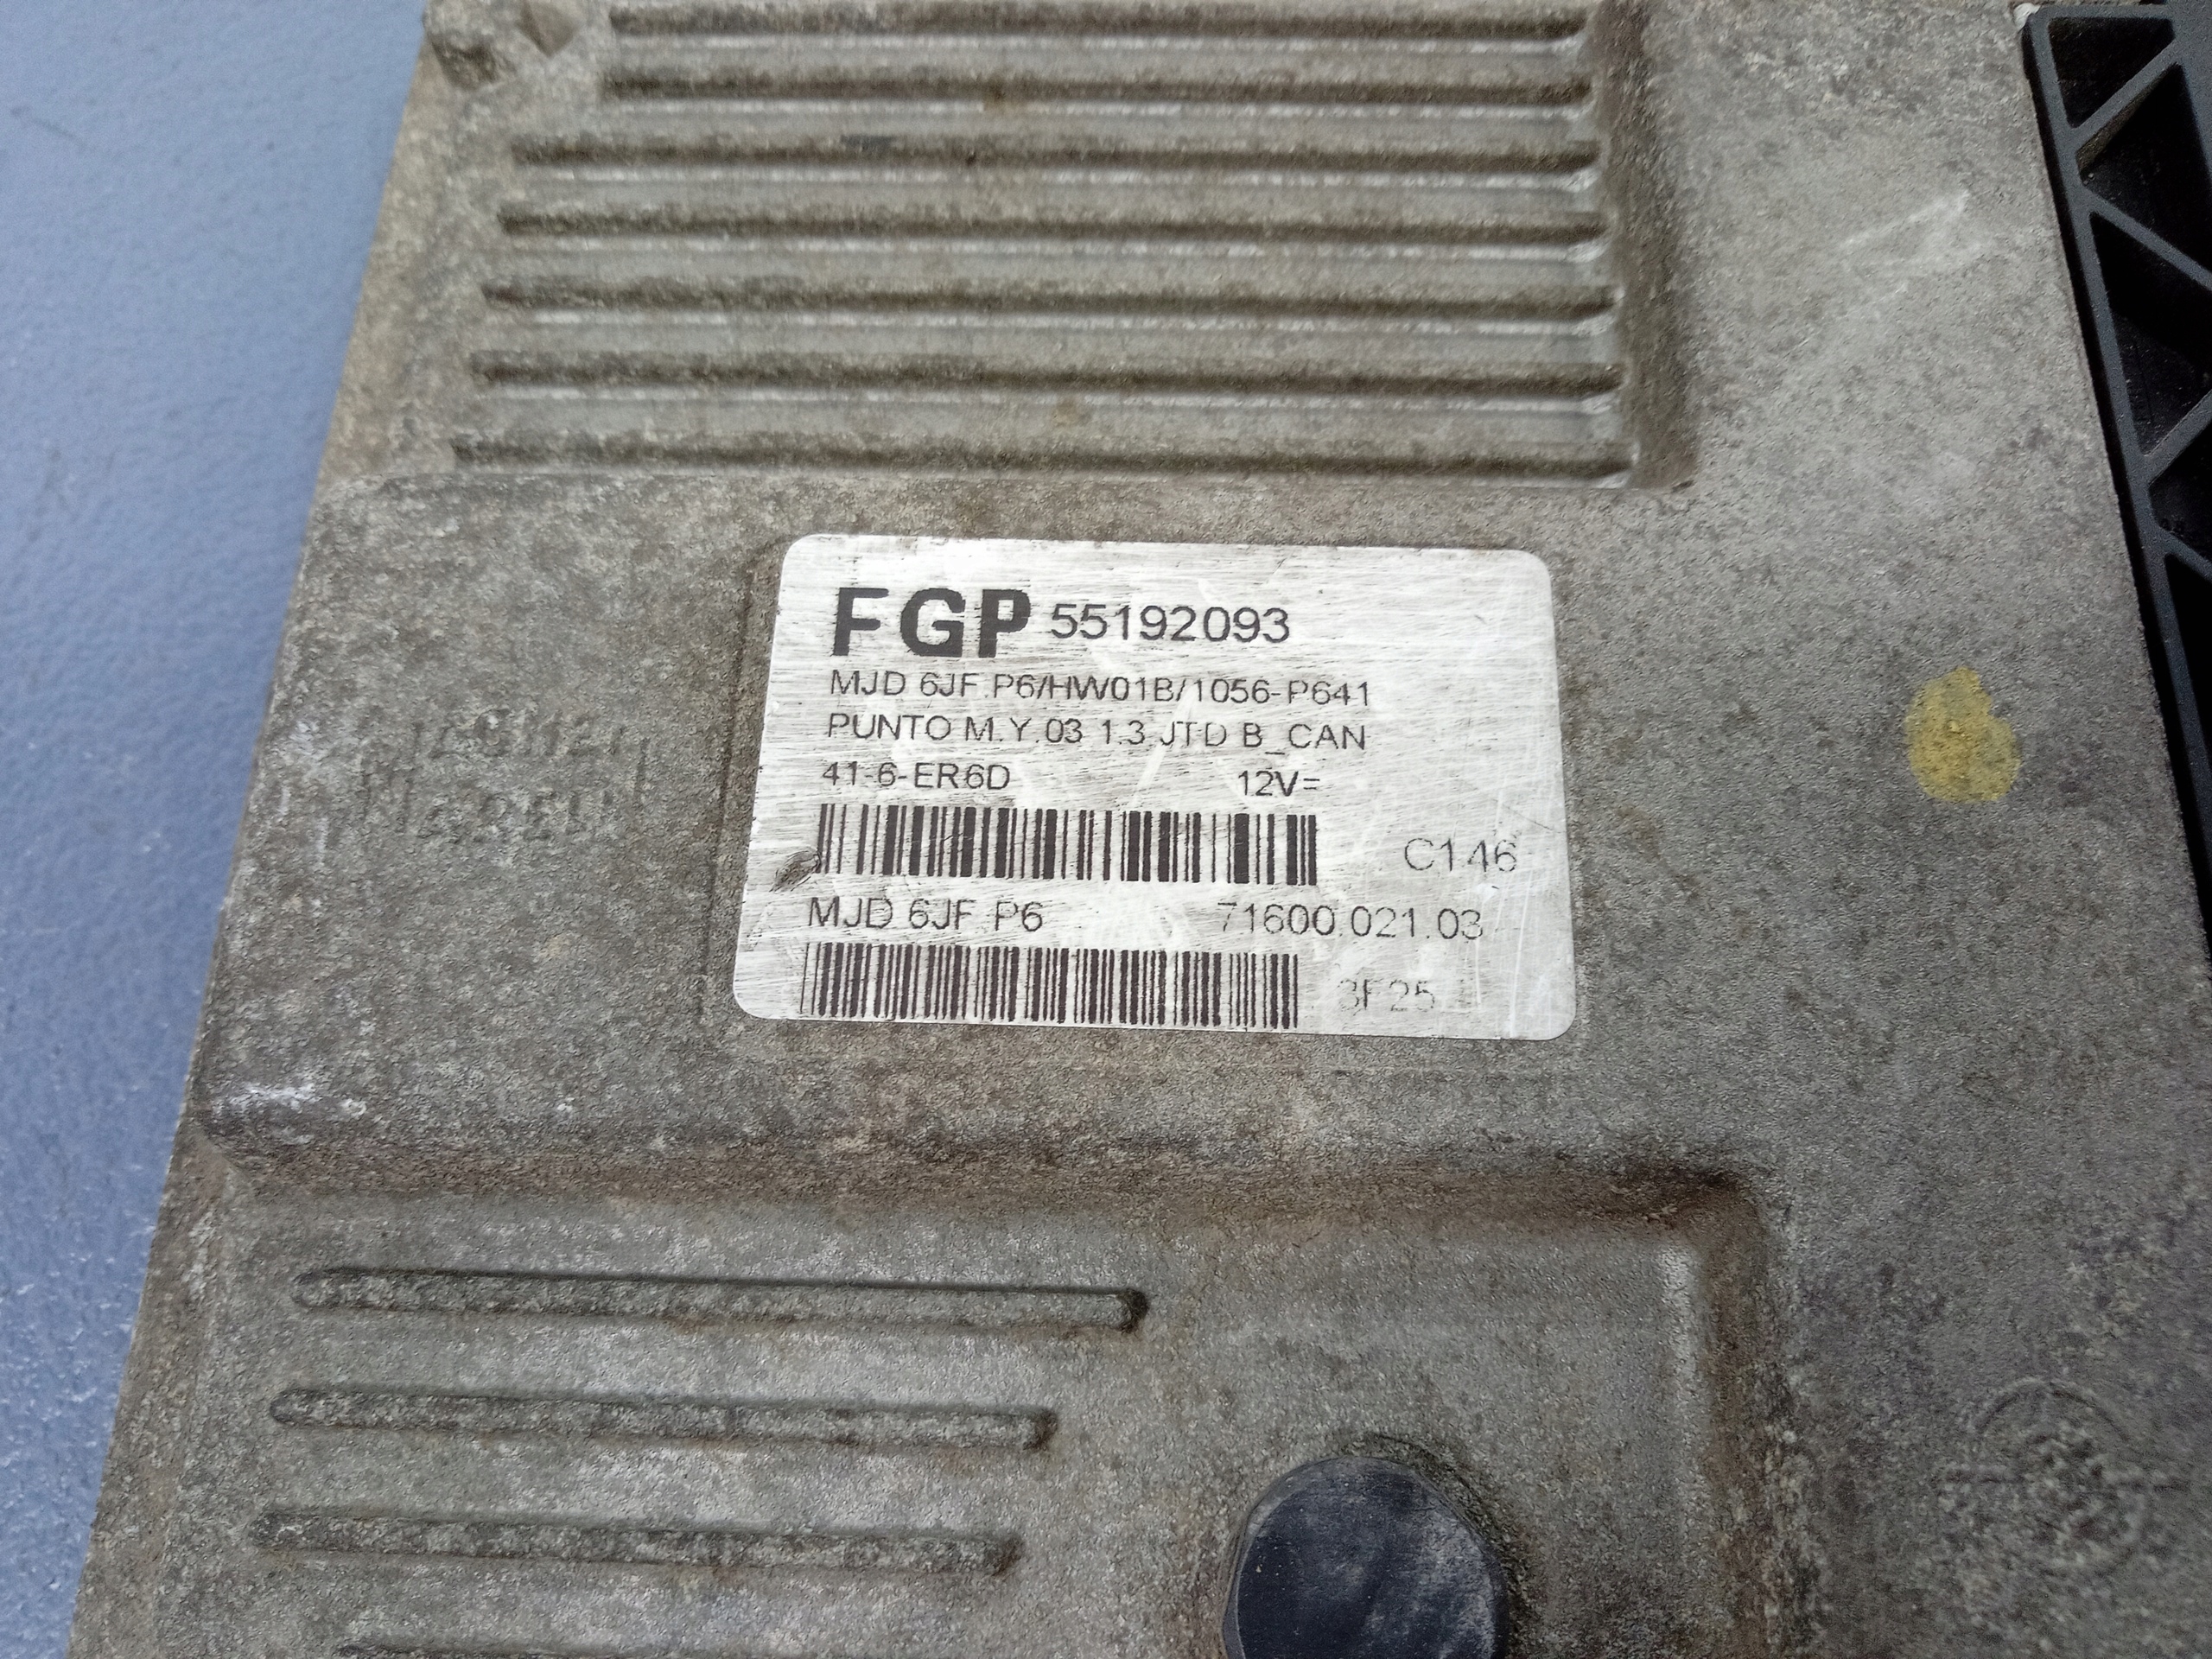 FGP 55192093
MJD 6JF P6/HW01B/1056-P641
PUNTO M.Y.03 1.3 JTD B_CAN
41-6-ER6D 12V=
C146
MJD 6JF P6 71600.021.03
3F25